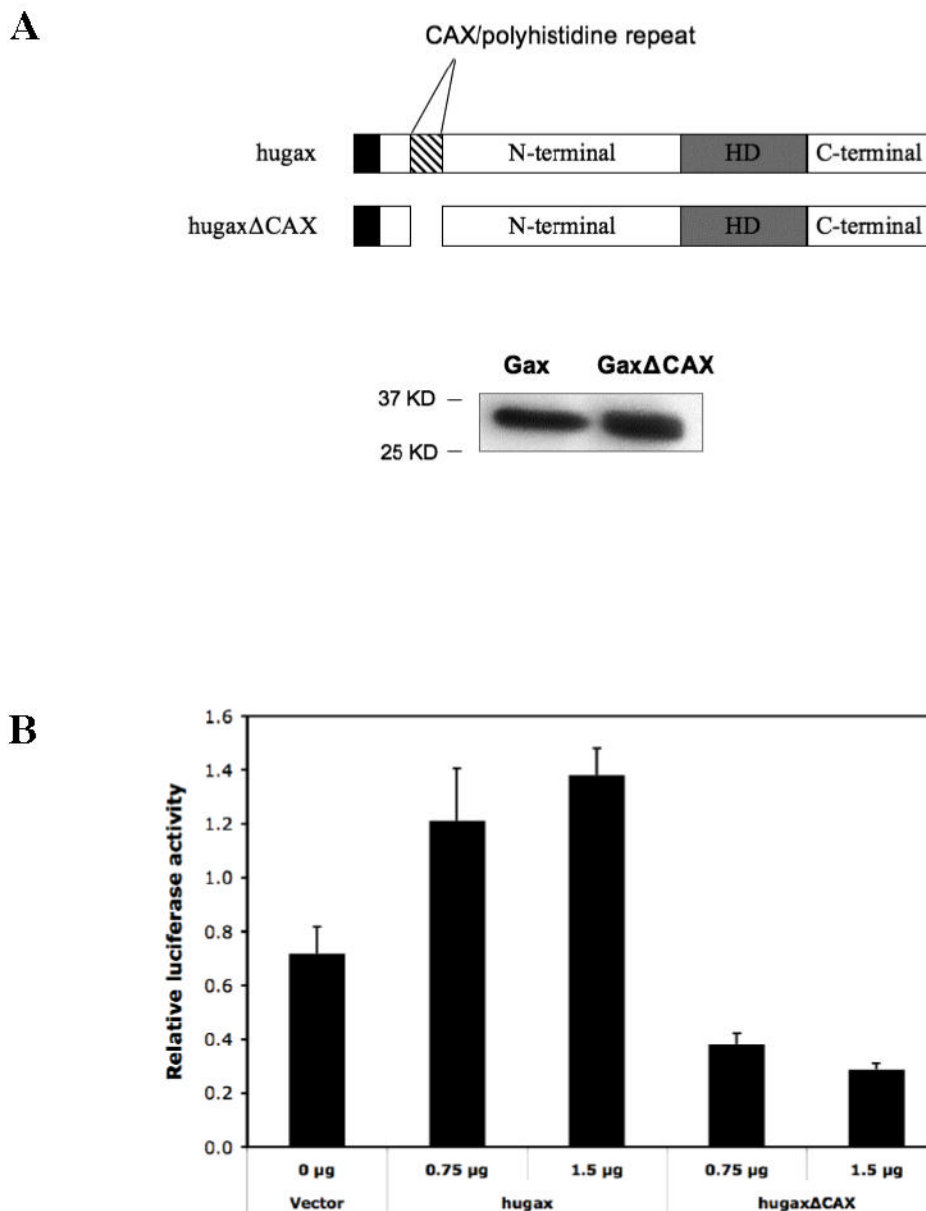 A
CAX/polyhistidine repeat
hugax N-terminal HD C-terminal
hugaxΔCAX N-terminal HD C-terminal
Gax GaxΔCAX
37 KD
25 KD
B
Relative luciferase activity
1.6
1.4
1.2
1.0
0.8
0.6
0.4
0.2
0.0
0 µg 0.75 µg 1.5 µg 0.75 µg 1.5 µg
Vector hugax hugaxΔCAX